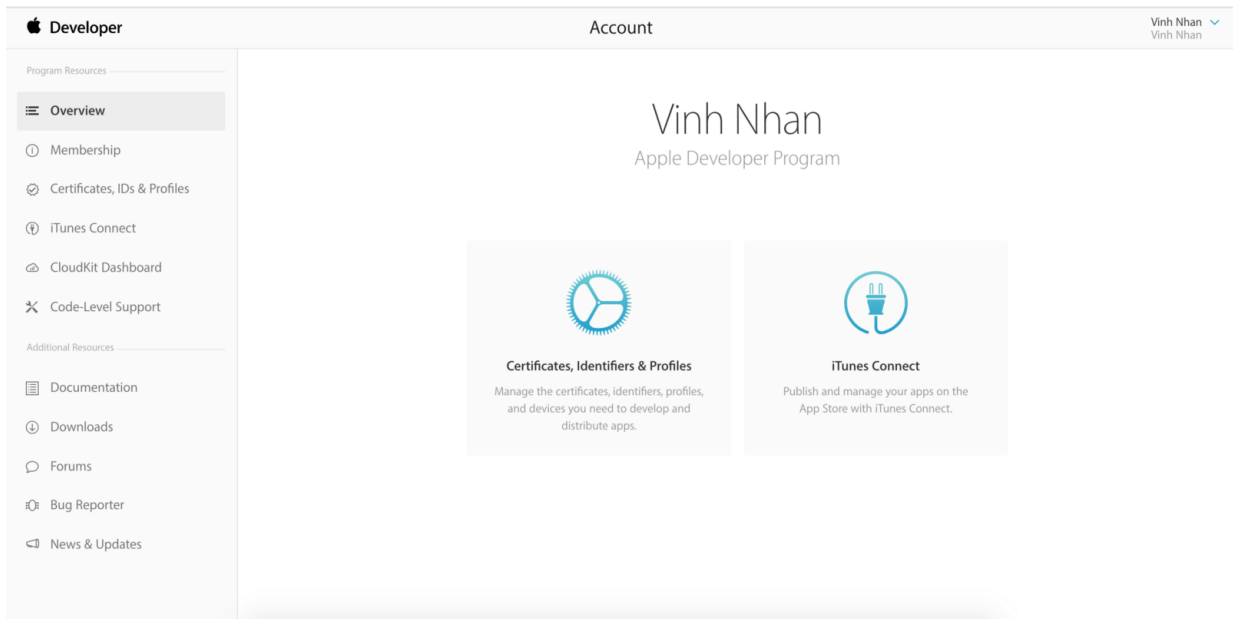 Developer
Account
Vinh Nhan
Vinh Nhan
Program Resources
Overview
Membership
Certificates, IDs & Profiles
iTunes Connect
CloudKit Dashboard
Code-Level Support
Additional Resources
Documentation
Downloads
Forums
Bug Reporter
News & Updates
Vinh Nhan
Apple Developer Program
Certificates, Identifiers & Profiles
Manage the certificates, identifiers, profiles,
and devices you need to develop and
distribute apps.
iTunes Connect
Publish and manage your apps on the
App Store with iTunes Connect.